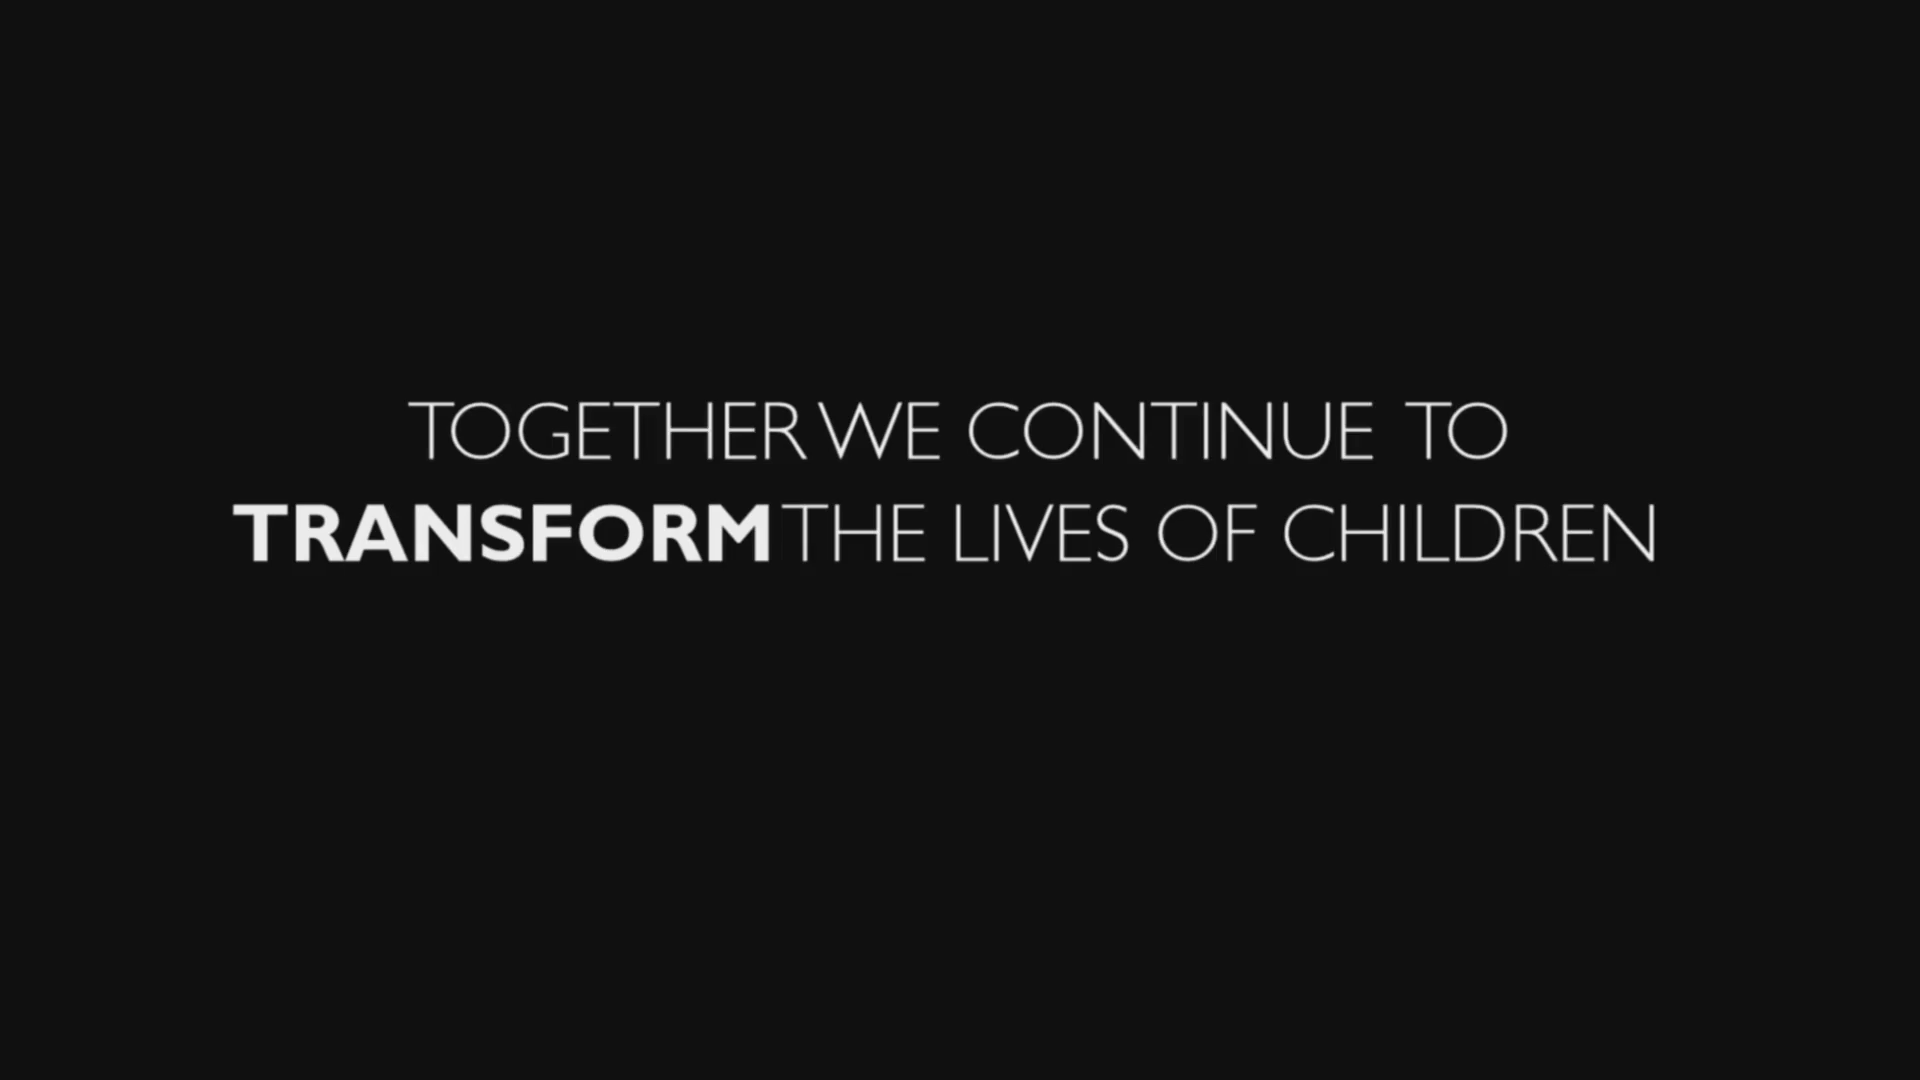 TOGETHER WE CONTINUE TO
TRANSFORM THE LIVES OF CHILDREN